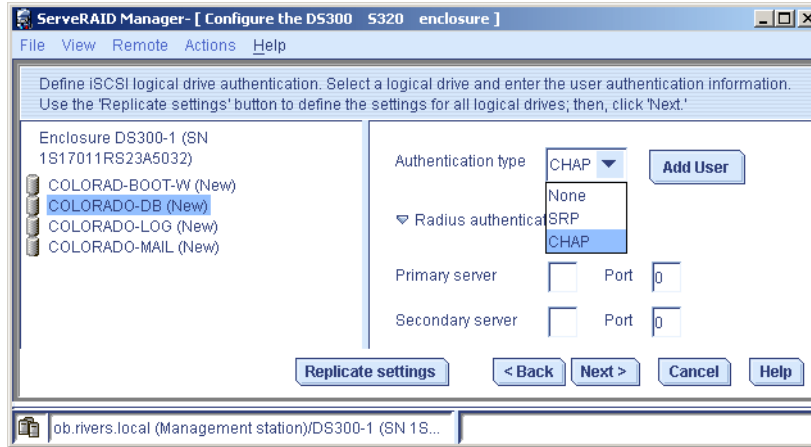 ServeRAID Manager- [ Configure the DS300 S320 enclosure ]
File View Remote Actions Help
Define iSCSI logical drive authentication. Select a logical drive and enter the user authentication information.
Use the 'Replicate settings' button to define the settings for all logical drives; then, click 'Next.'
Enclosure DS300-1 (SN
1S17011RS23A5032)
COLORAD-BOOT-W (New)
COLORADO-DB (New)
COLORADO-LOG (New)
COLORADO-MAIL (New)
Authentication type CHAP Add User
None
SRP
CHAP
Radius authenticat
Primary server Port 0
Secondary server Port 0
Replicate settings < Back Next > Cancel Help
ob.rivers.local (Management station)/DS300-1 (SN 1S...